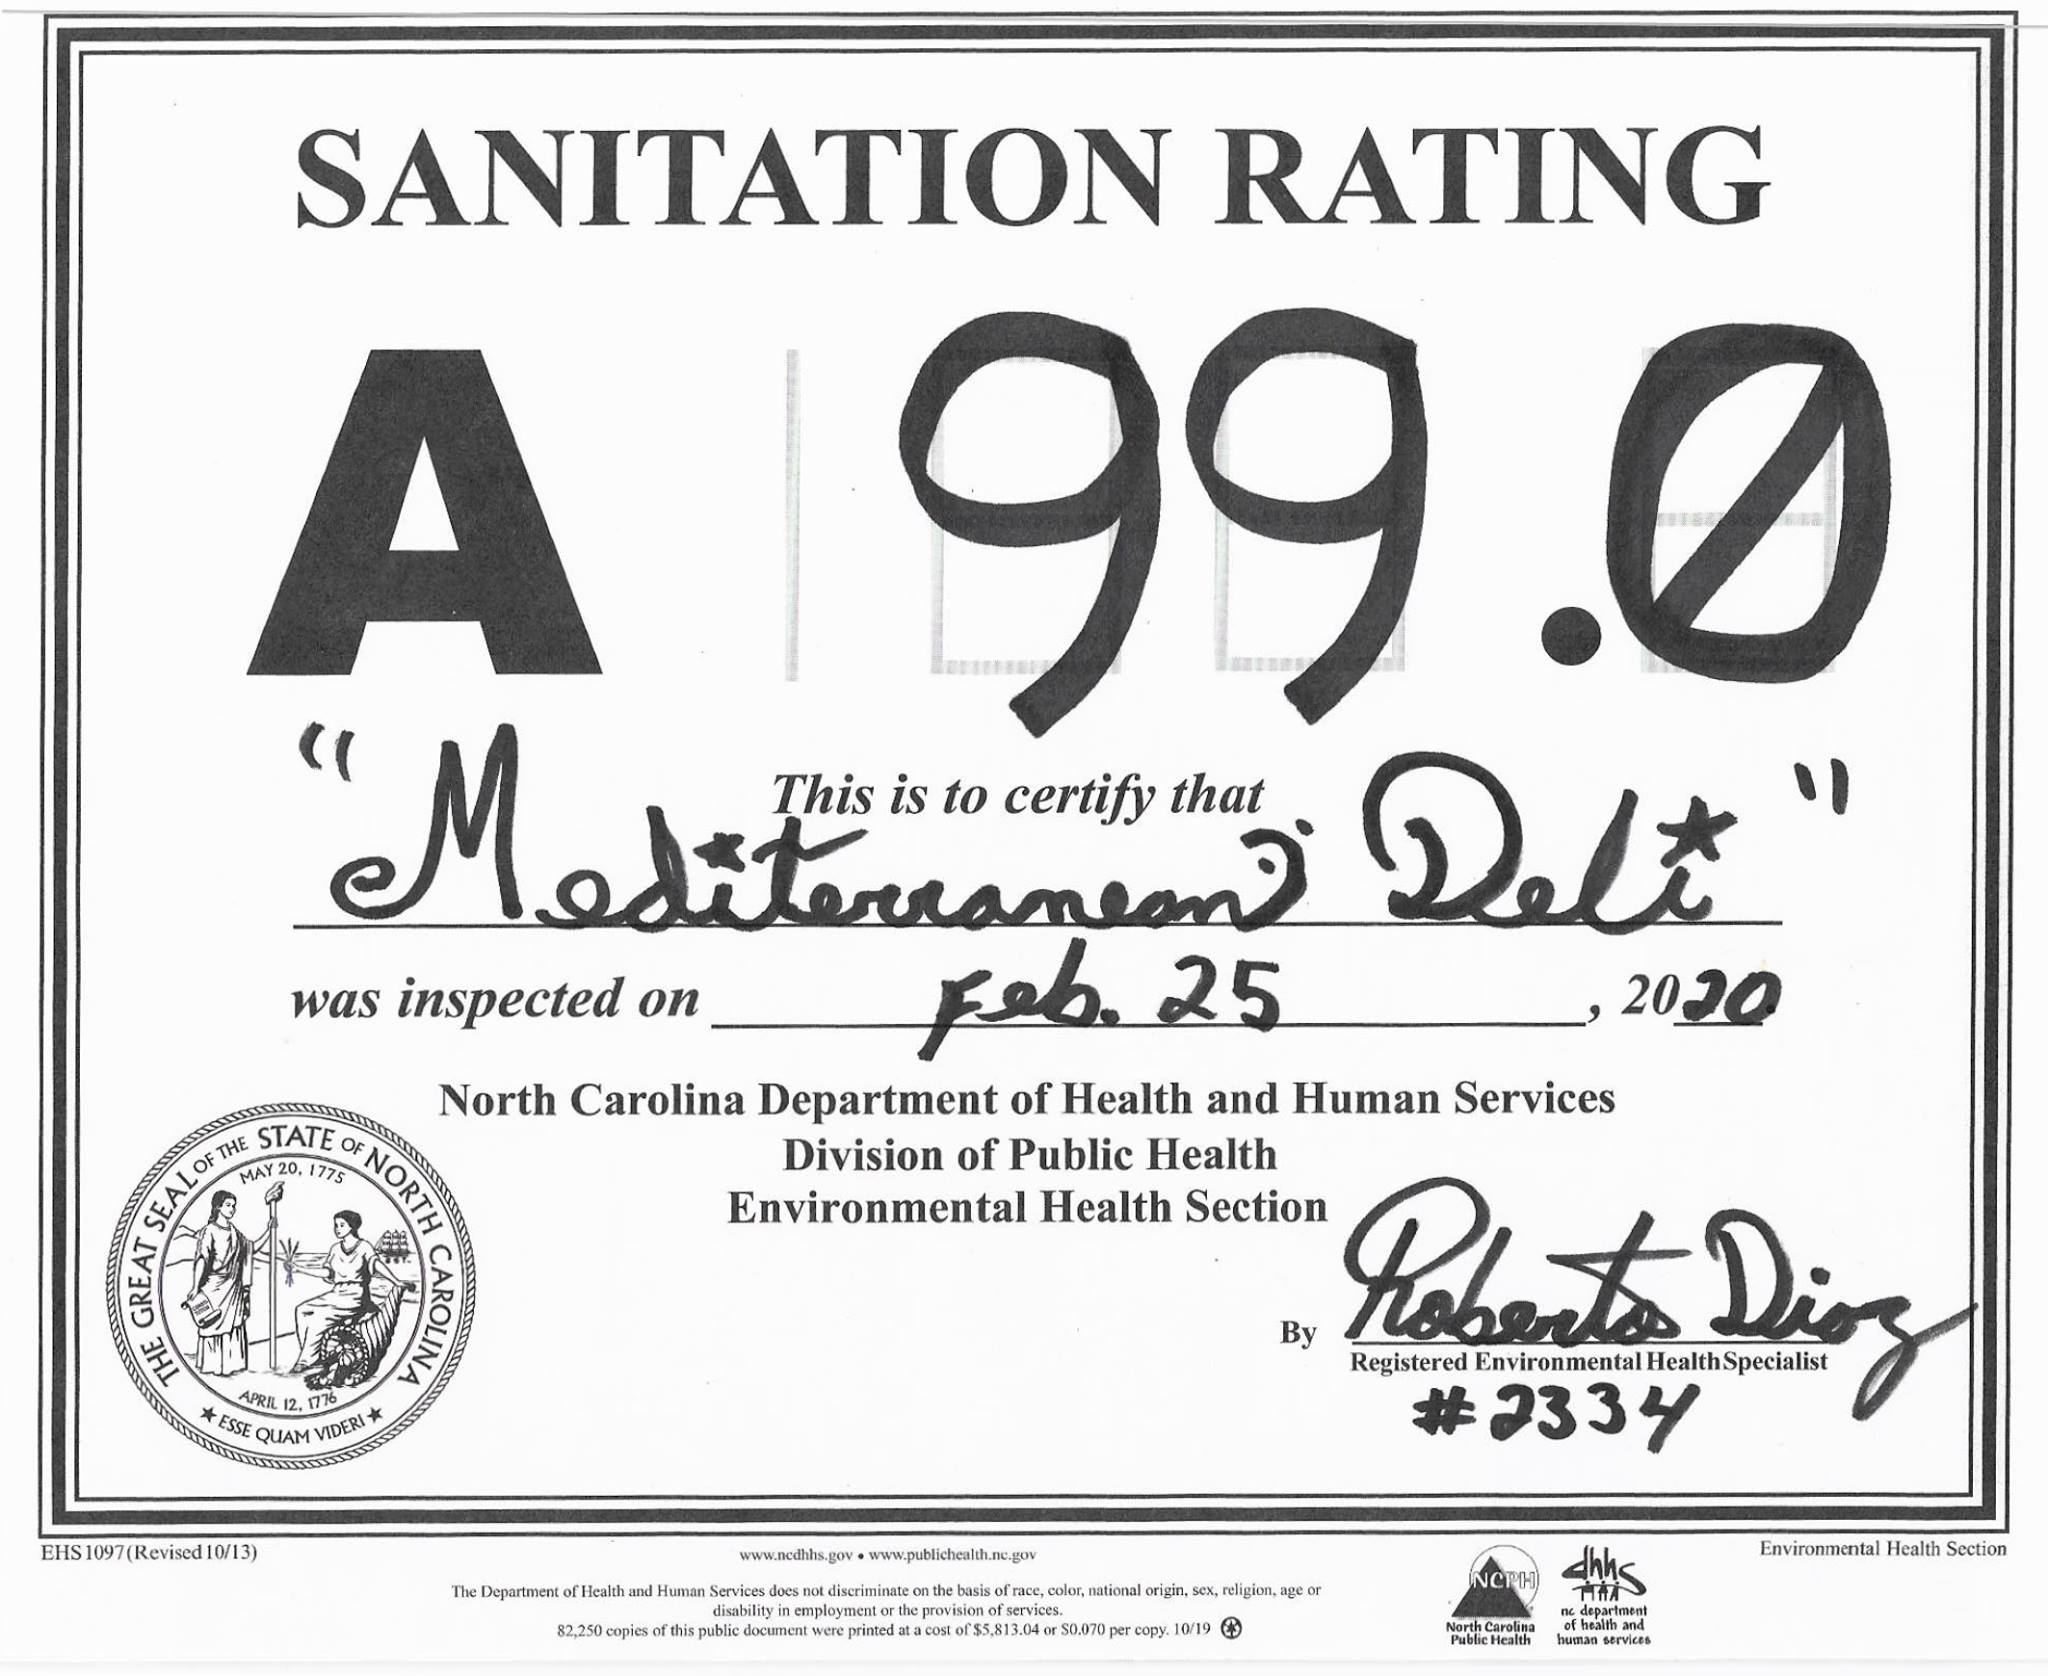 SANITATION RATING
A 99.0
This is to certify that
"Mediterranean Deli"
was inspected on Feb. 25, 2020
North Carolina Department of Health and Human Services
Division of Public Health
Environmental Health Section
THE GREAT SEAL OF THE STATE OF NORTH CAROLINA
MAY 20, 1775
APRIL 12, 1776
★ ESSE QUAM VIDERI ★
By Roberto Diaz
Registered Environmental Health Specialist
#2334
EHS 1097 (Revised 10/13)
www.ncdhhs.gov • www.publichealth.nc.gov
Environmental Health Section
The Department of Health and Human Services does not discriminate on the basis of race, color, national origin, sex, religion, age or
disability in employment or the provision of services.
82,250 copies of this public document were printed at a cost of $5,813.04 or $0.070 per copy. 10/19
NCPH
North Carolina
Public Health
dhhs
nc department
of health and
human services